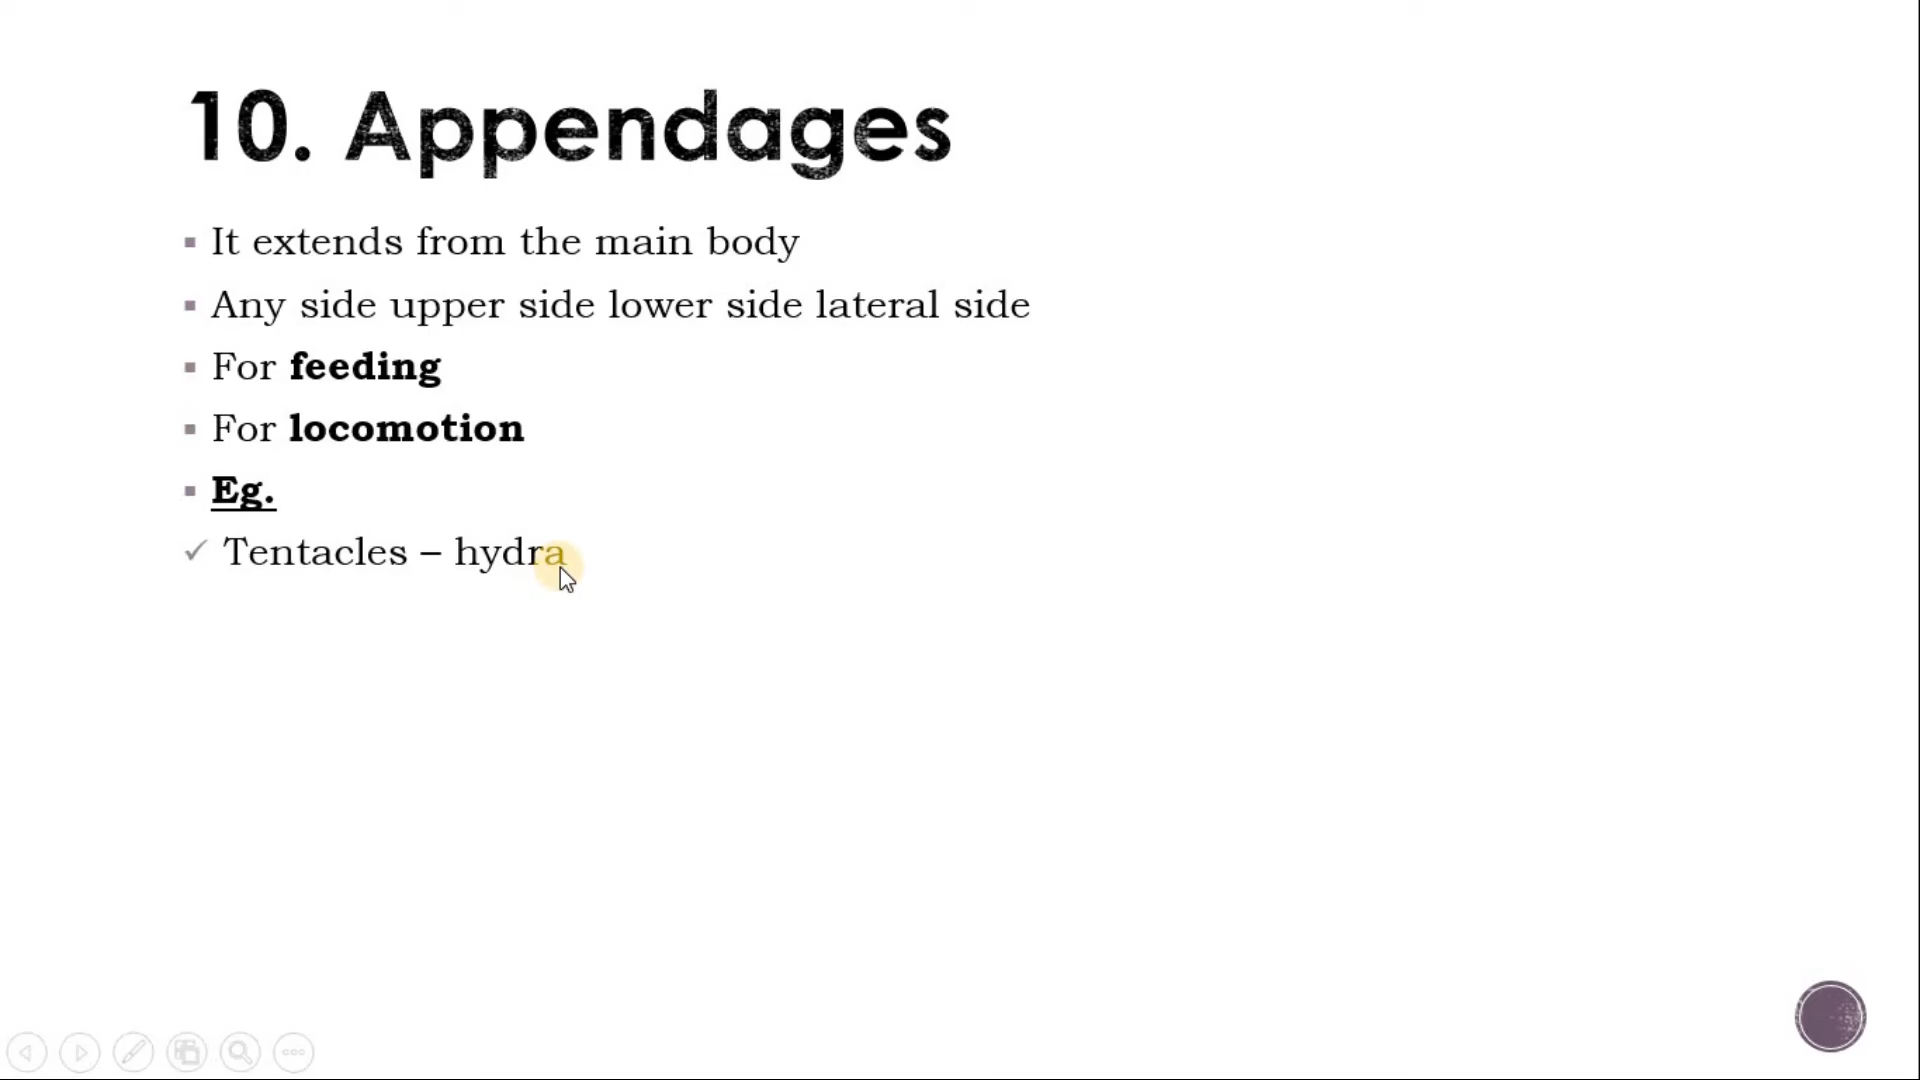 10. Appendages
It extends from the main body
Any side upper side lower side lateral side
For feeding
For locomotion
Eg.
Tentacles – hydra